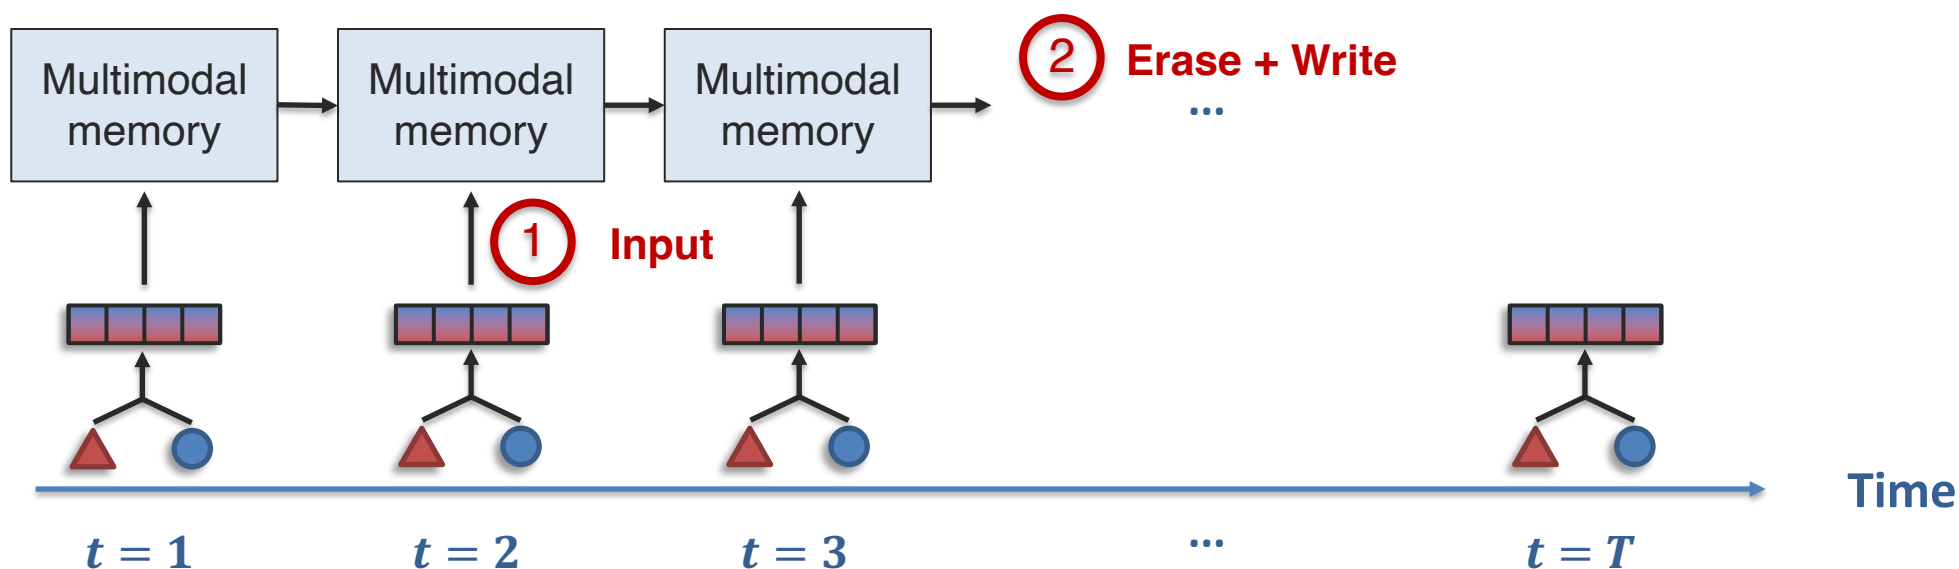 Multimodal
memory
Multimodal
memory
Multimodal
memory
2 Erase + Write
...
1 Input
Time
t = 1
t = 2
t = 3
...
t = T